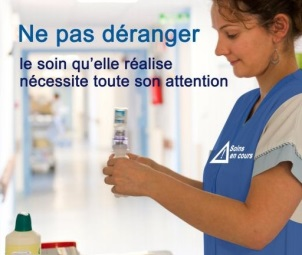 Ne pas déranger
le soin qu'elle réalise
nécessite toute son attention
Soins
en cours